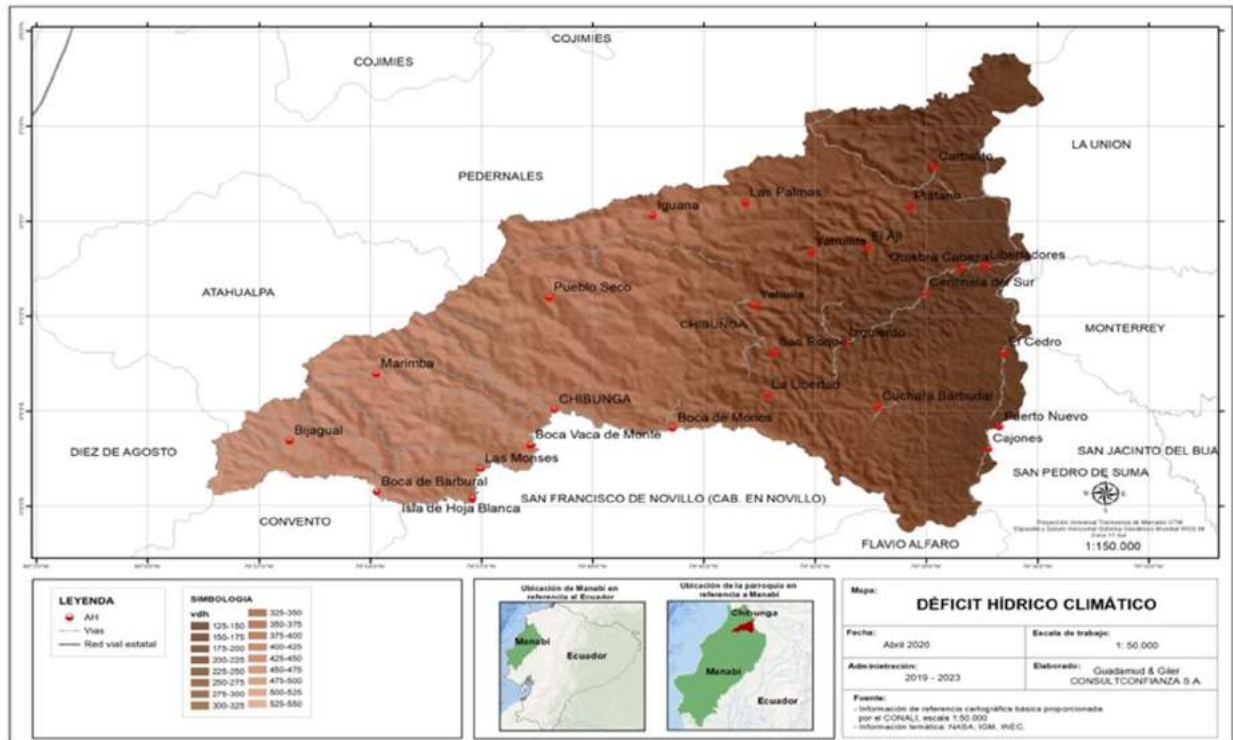 COJIMIES
COJIMIES
LA UNION
Carbalito
PEDERNALES
Platano
Las Palmas
Iguana
El Aji
Yahuilita
Quiebra Cabeza
Libertadores
ATAHUALPA
Pueblo Seco
Centinela del Sur
Yahuila
CHIBUNGA
MONTERREY
Izquierdo
San Roque
El Cedro
Marimba
La Libertad
CHIBUNGA
Cuchara Barbudal
Boca de Monos
Puerto Nuevo
Bijagual
Boca Vaca de Monte
Cajones
DIEZ DE AGOSTO
SAN JACINTO DEL BUA
Las Monses
SAN PEDRO DE SUMA
Boca de Barbural
SAN FRANCISCO DE NOVILLO (CAB. EN NOVILLO)
Isla de Hoja Blanca
CONVENTO
FLAVIO ALFARO
1:150.000
LEYENDA
AH
Vias
Red vial estatal
SIMBOLOGIA
vdh
125-150
150-175
175-200
200-225
225-250
250-275
275-300
300-325
325-350
350-375
375-400
400-425
425-450
450-475
475-500
500-525
525-550
Ubicación de Manabí en
referencia el Ecuador
Manabí
Ecuador
Ubicación de la parroquia en
referencia a Manabí
Chibunga
Manabí
Ecuador
Mapa:
DÉFICIT HÍDRICO CLIMÁTICO
Fecha:
Abril 2020
Escala de trabajo:
1: 50.000
Administración:
2019 - 2023
Elaborado: Guadamud & Giler
CONSULTCONFIANZA S.A.
Fuente:
- Información de referencia cartográfica básica proporcionada
por el CONALI, escala 1:50.000
- Información temática: NASA, IGM, INEC.